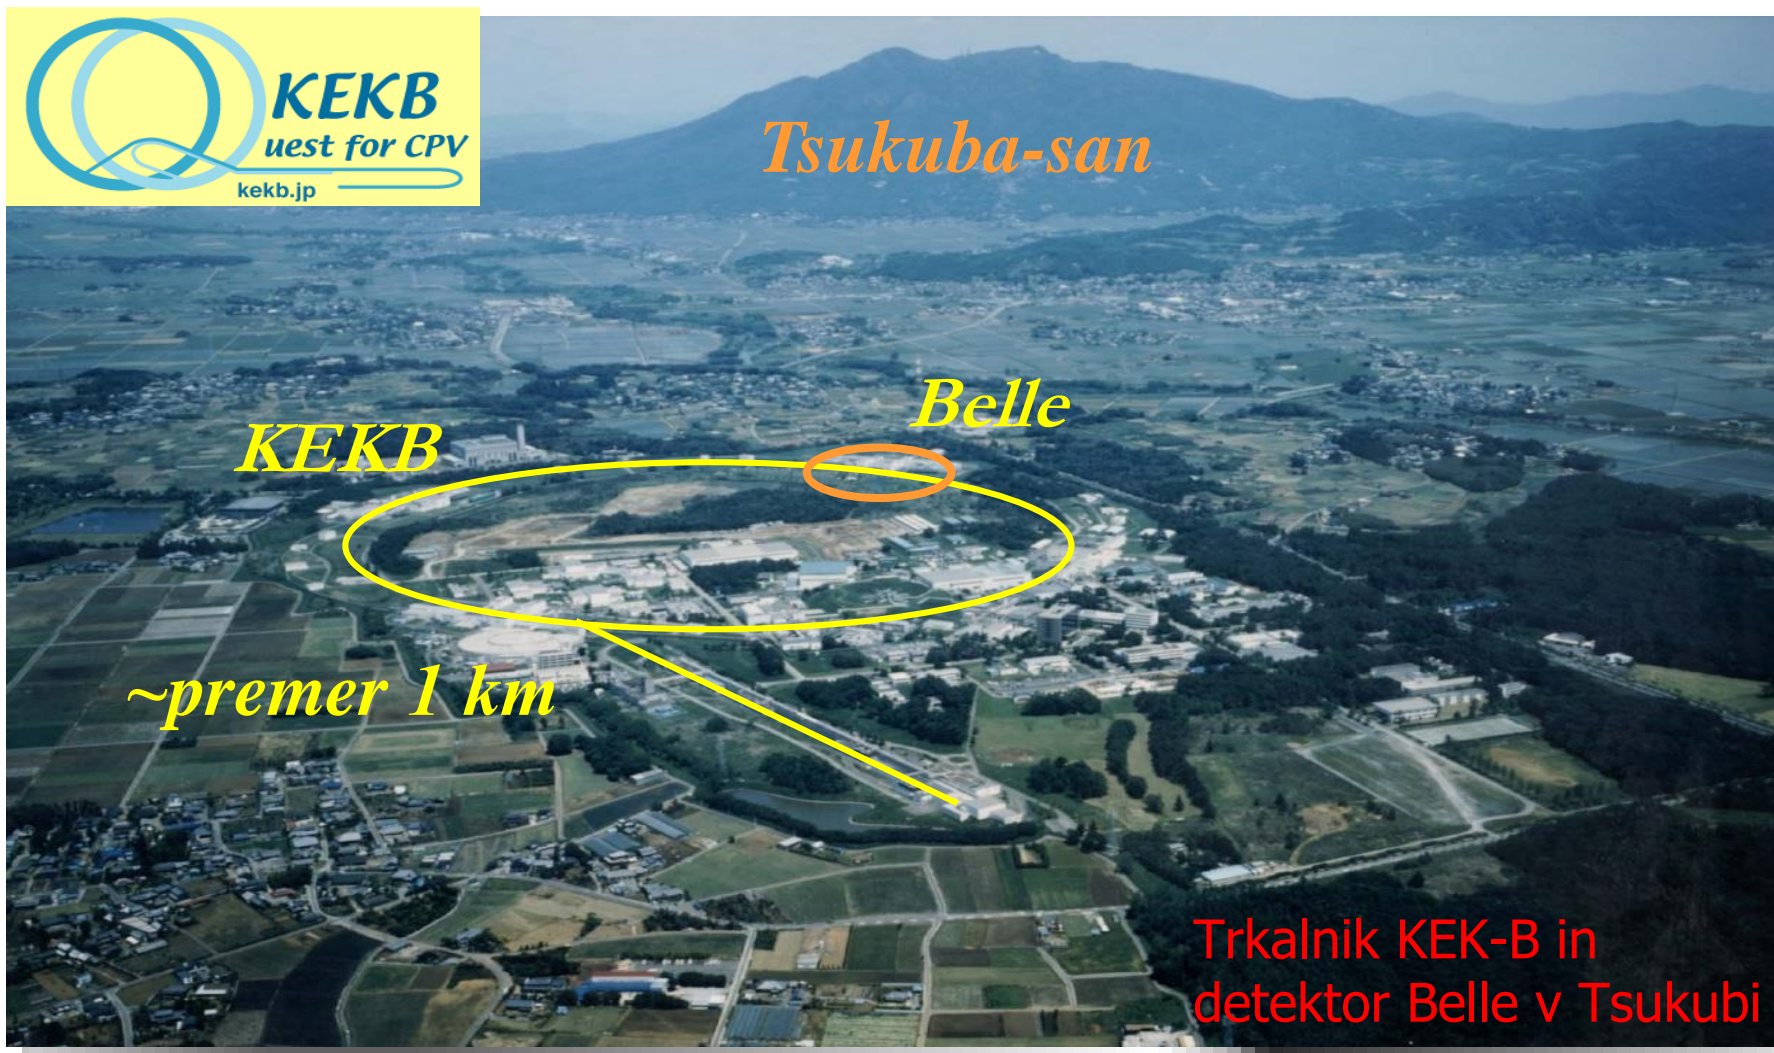 KEKB
uest for CPV
kekb.jp
Tsukuba-san
Belle
KEKB
~premer 1 km
Trkalnik KEK-B in
detektor Belle v Tsukubi